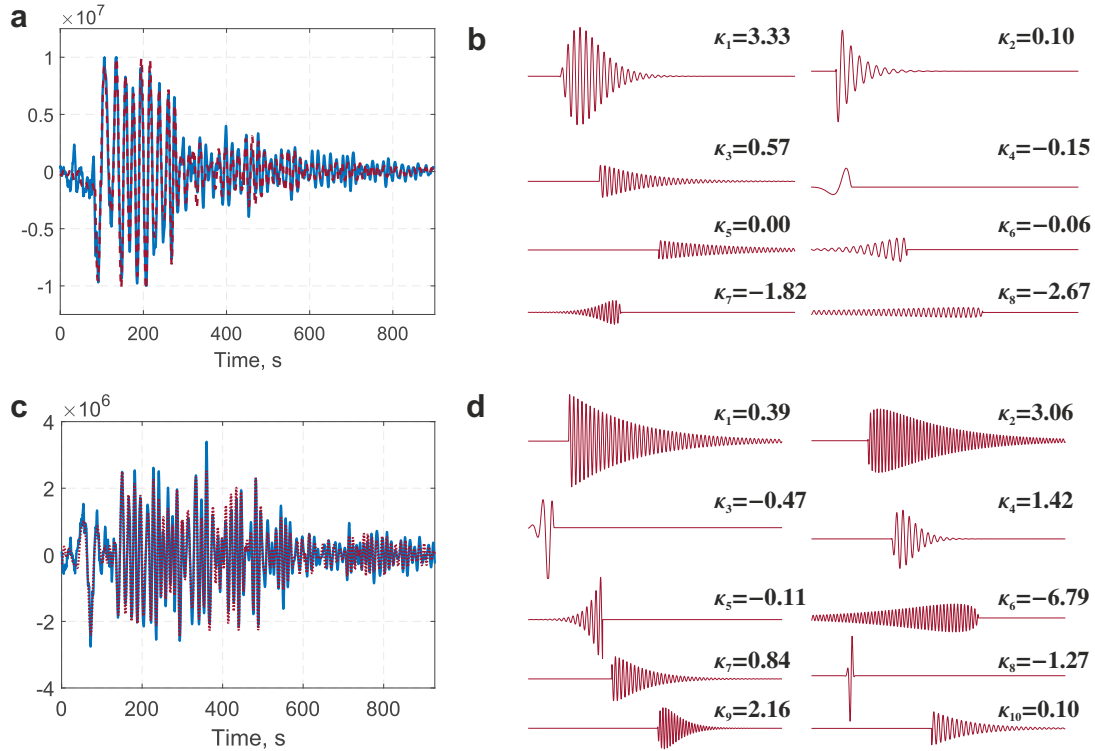 a
×10⁷
1
0.5
0
-0.5
-1
0 200 400 600 800
Time, s
b
κ₁=3.33
κ₂=0.10
κ₃=0.57
κ₄=−0.15
κ₅=0.00
κ₆=−0.06
κ₇=−1.82
κ₈=−2.67
c
×10⁶
4
2
0
-2
-4
0 200 400 600 800
Time, s
d
κ₁=0.39
κ₂=3.06
κ₃=−0.47
κ₄=1.42
κ₅=−0.11
κ₆=−6.79
κ₇=0.84
κ₈=−1.27
κ₉=2.16
κ₁₀=0.10